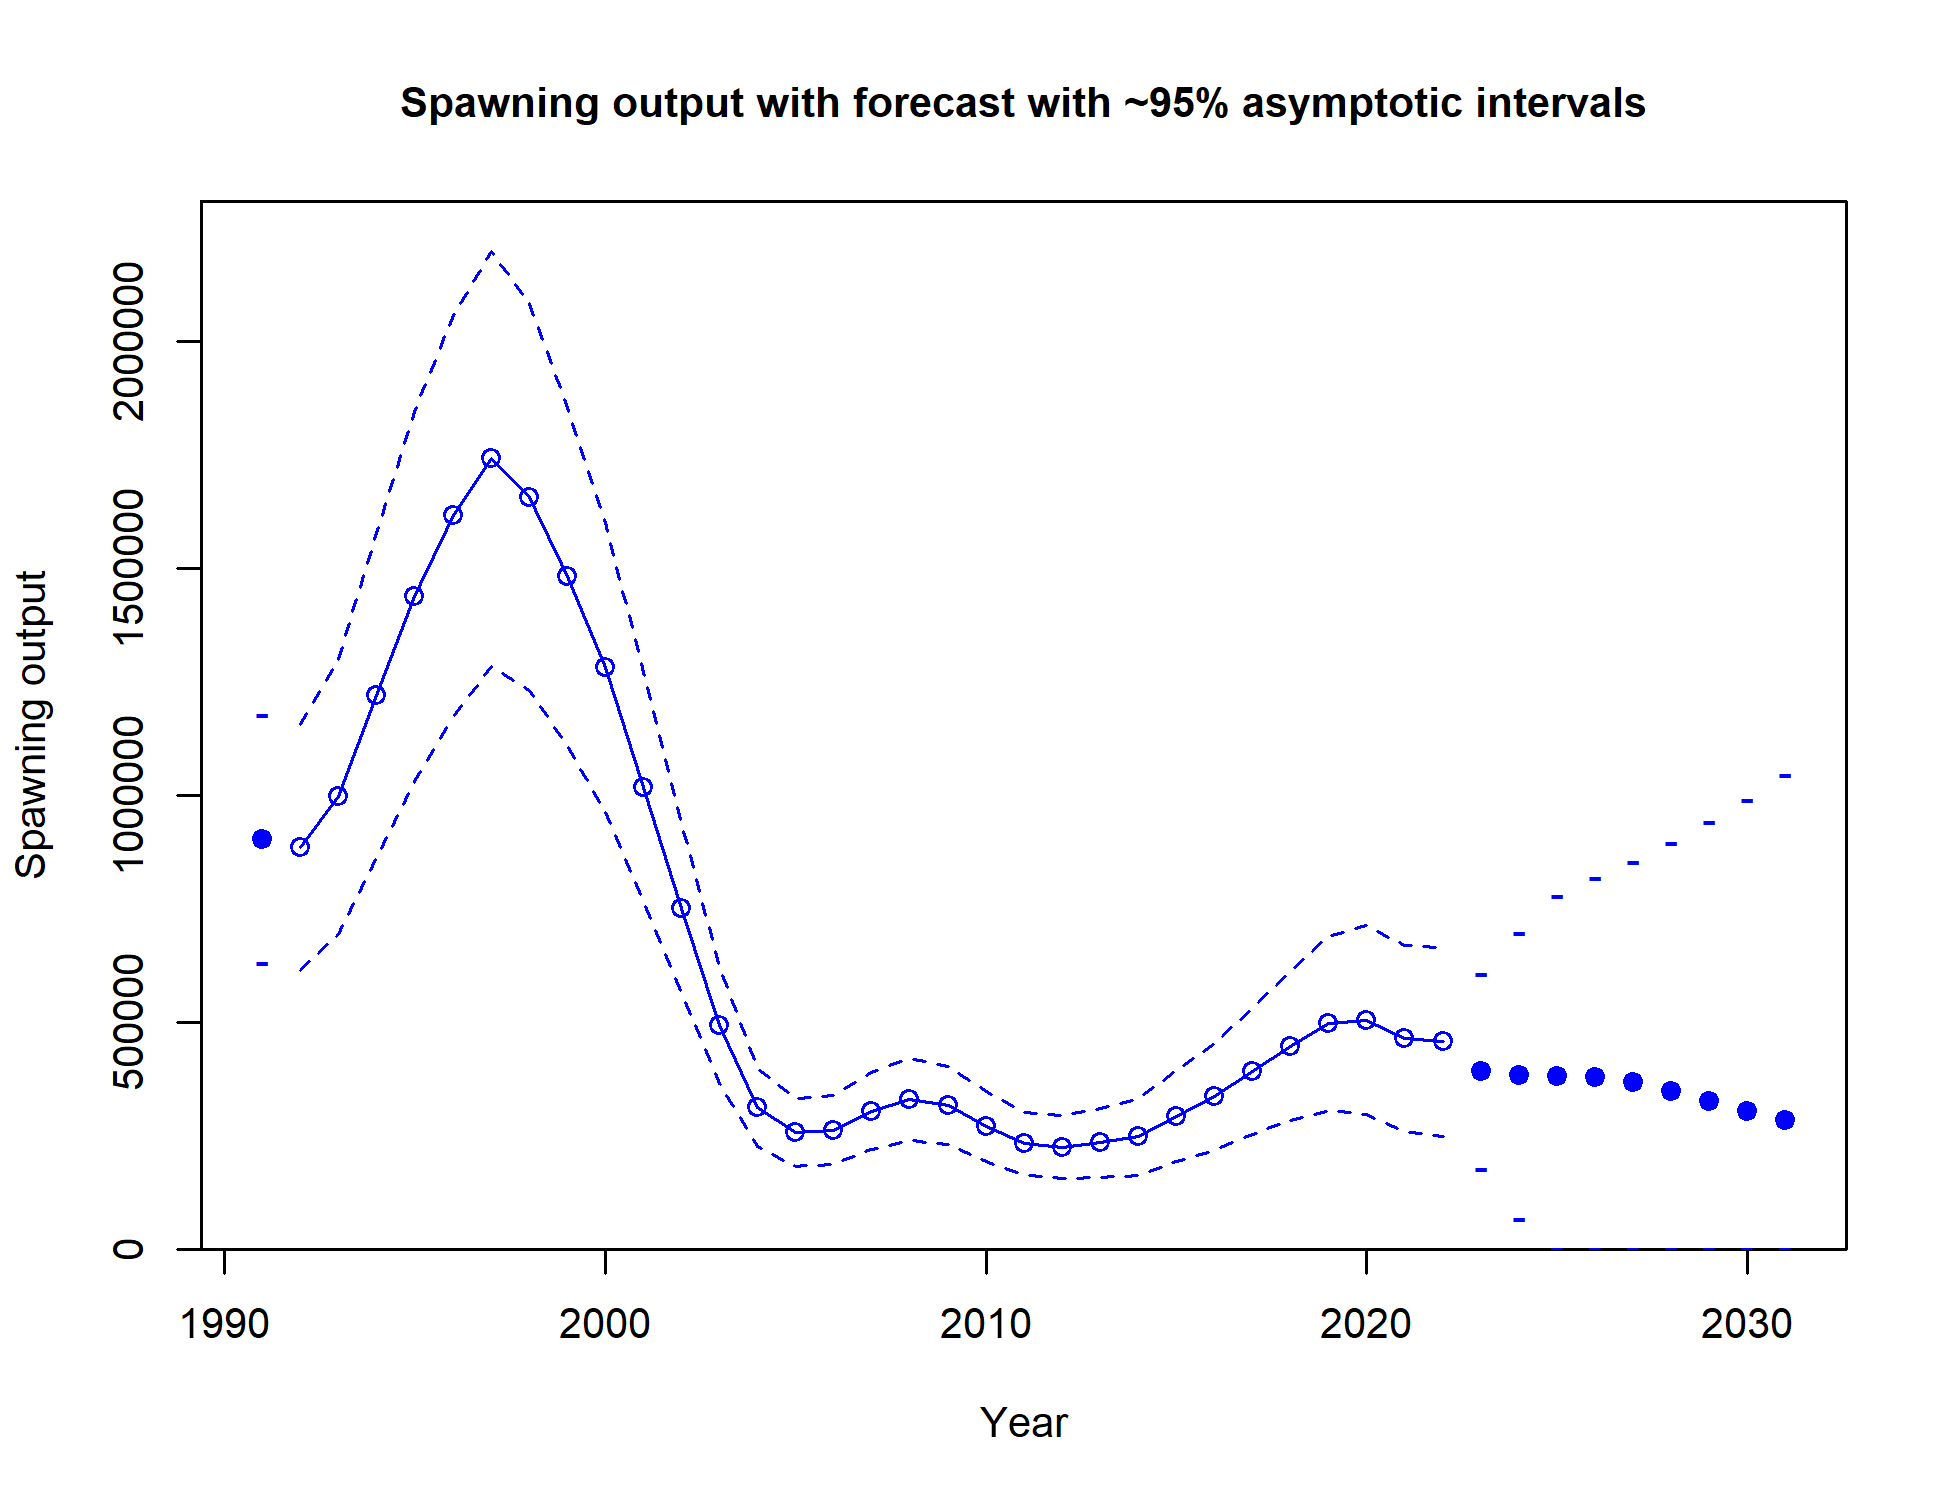 Spawning output with forecast with ~95% asymptotic intervals
Spawning output
2000000
1500000
1000000
500000
0
1990 2000 2010 2020 2030
Year